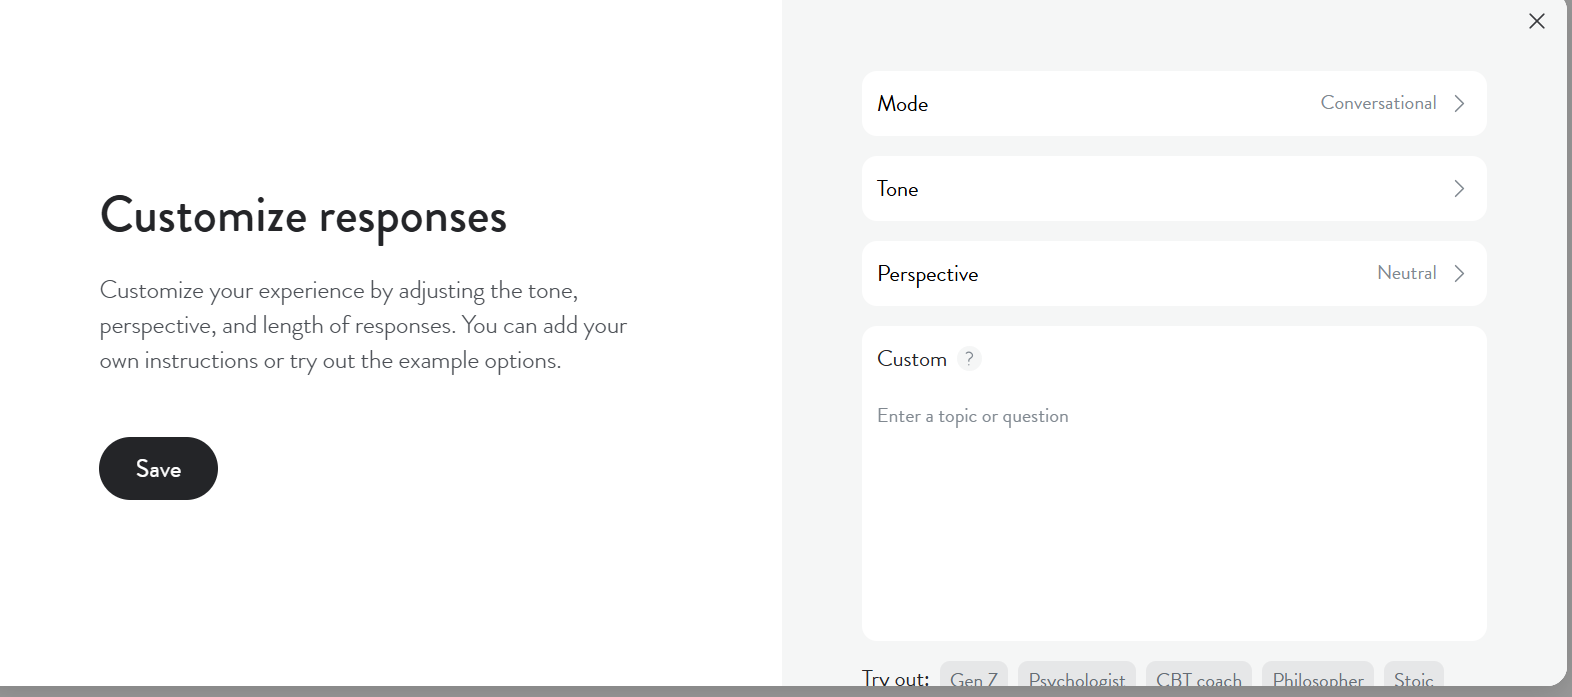 Customize responses
Customize your experience by adjusting the tone,
perspective, and length of responses. You can add your
own instructions or try out the example options.
Save
Mode
Conversational
Tone
Perspective
Neutral
Custom ?
Enter a topic or question
Try out: Gen Z Psychologist CBT coach Philosopher Stoic